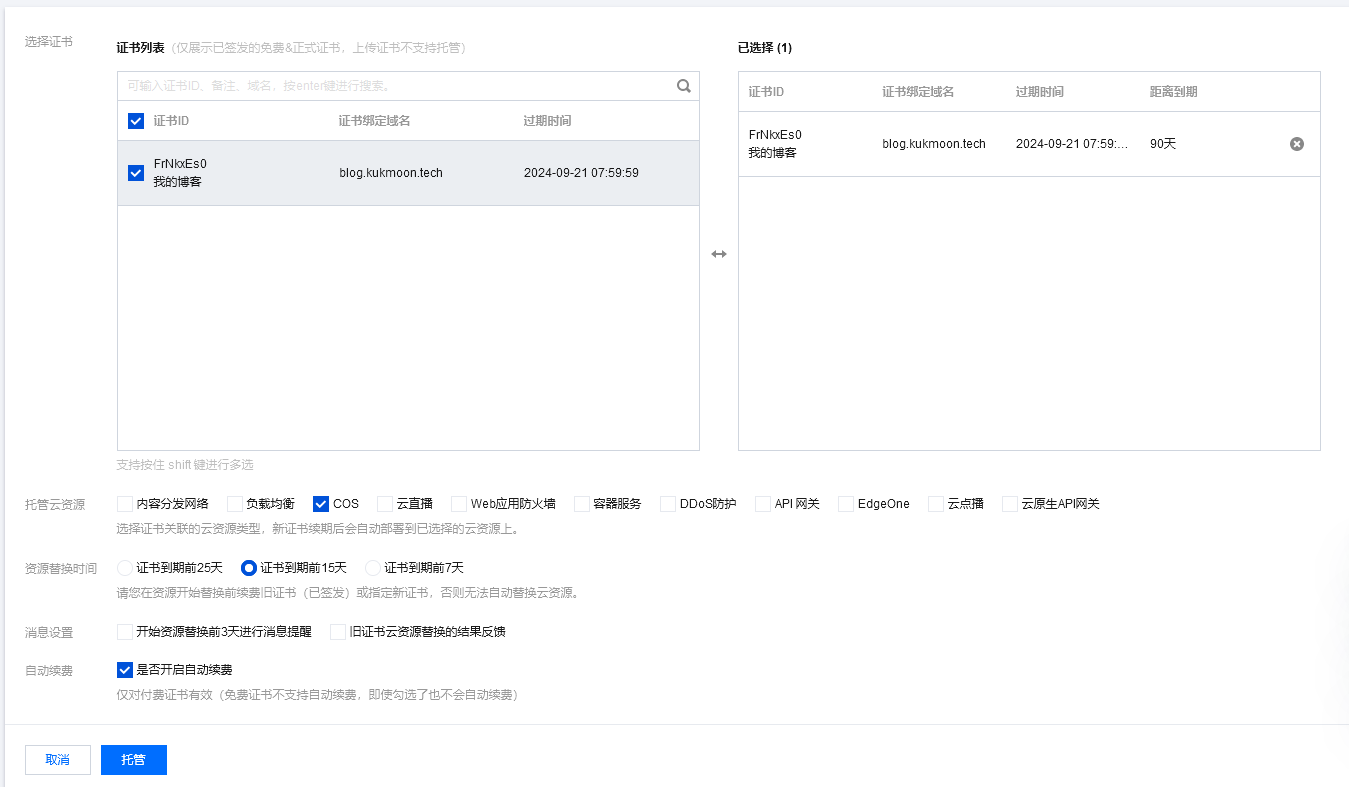 选择证书
证书列表（仅展示已签发的免费&正式证书，上传证书不支持托管）
可输入证书ID、备注、域名，按enter键进行搜索。
证书ID 证书绑定域名 过期时间
FrNkxEs0
我的博客
blog.kukmoon.tech 2024-09-21 07:59:59
支持按住 shift 键进行多选
已选择 (1)
证书ID 证书绑定域名 过期时间 距离到期
FrNkxEs0
我的博客
blog.kukmoon.tech 2024-09-21 07:59:... 90天
托管云资源 内容分发网络 负载均衡 COS 云直播 Web应用防火墙 容器服务 DDoS防护 API 网关 EdgeOne 云点播 云原生API网关
选择证书关联的云资源类型，新证书续期后会自动部署到已选择的云资源上。
资源替换时间 证书到期前25天 证书到期前15天 证书到期前7天
请您在资源开始替换前续费旧证书（已签发）或指定新证书，否则无法自动替换云资源。
消息设置 开始资源替换前3天进行消息提醒 旧证书云资源替换的结果反馈
自动续费 是否开启自动续费
仅对付费证书有效（免费证书不支持自动续费，即使勾选了也不会自动续费）
取消 托管